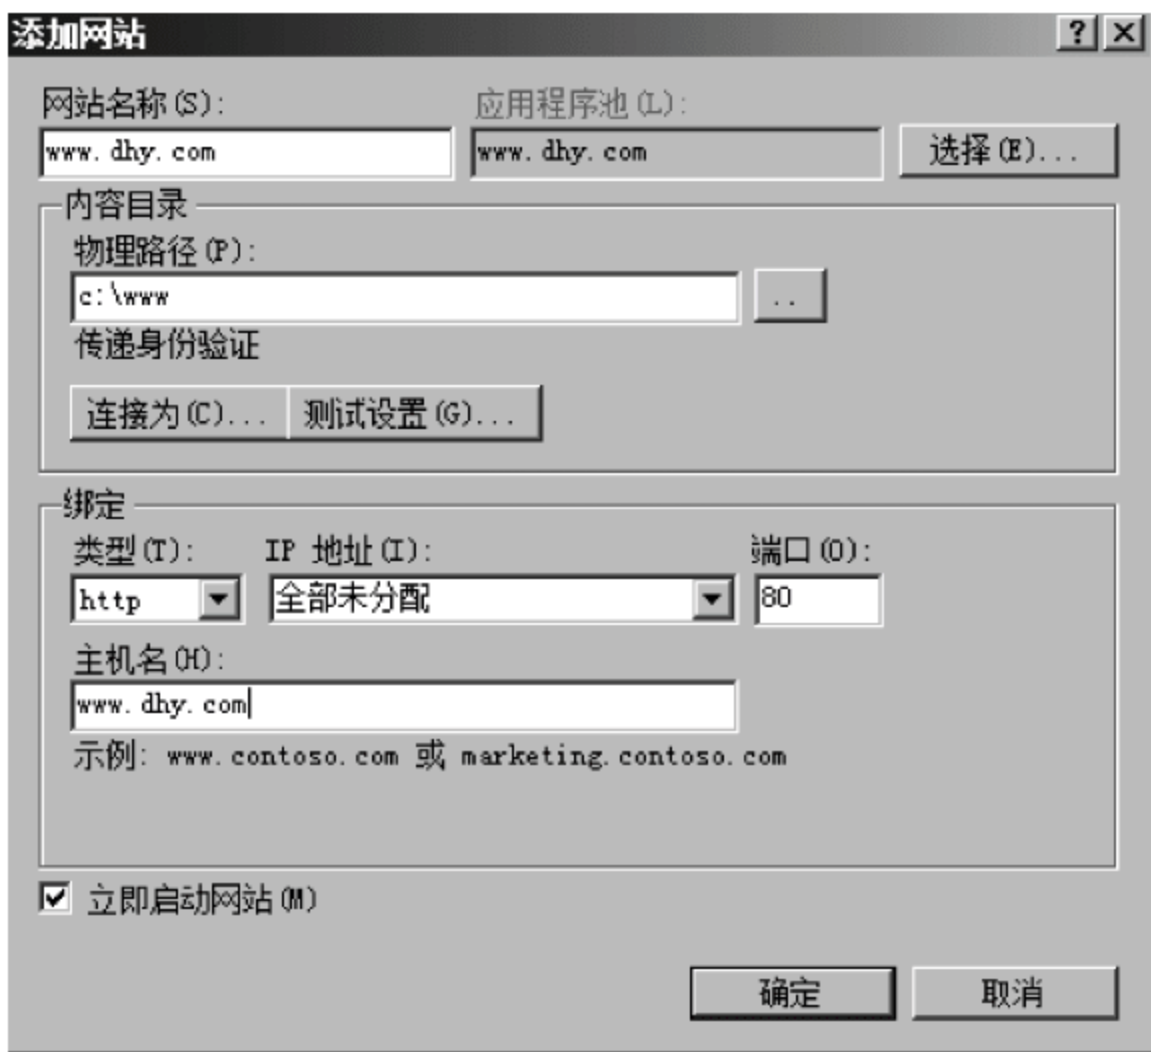 添加网站
网站名称(S): 应用程序池(L):
www.dhy.com www.dhy.com 选择(E)...
内容目录
物理路径(P):
c:\www ..
传递身份验证
连接为(C)... 测试设置(G)...
绑定
类型(T): IP 地址(I): 端口(O):
http 全部未分配 80
主机名(H):
www.dhy.com
示例: www.contoso.com 或 marketing.contoso.com
立即启动网站(M)
确定 取消